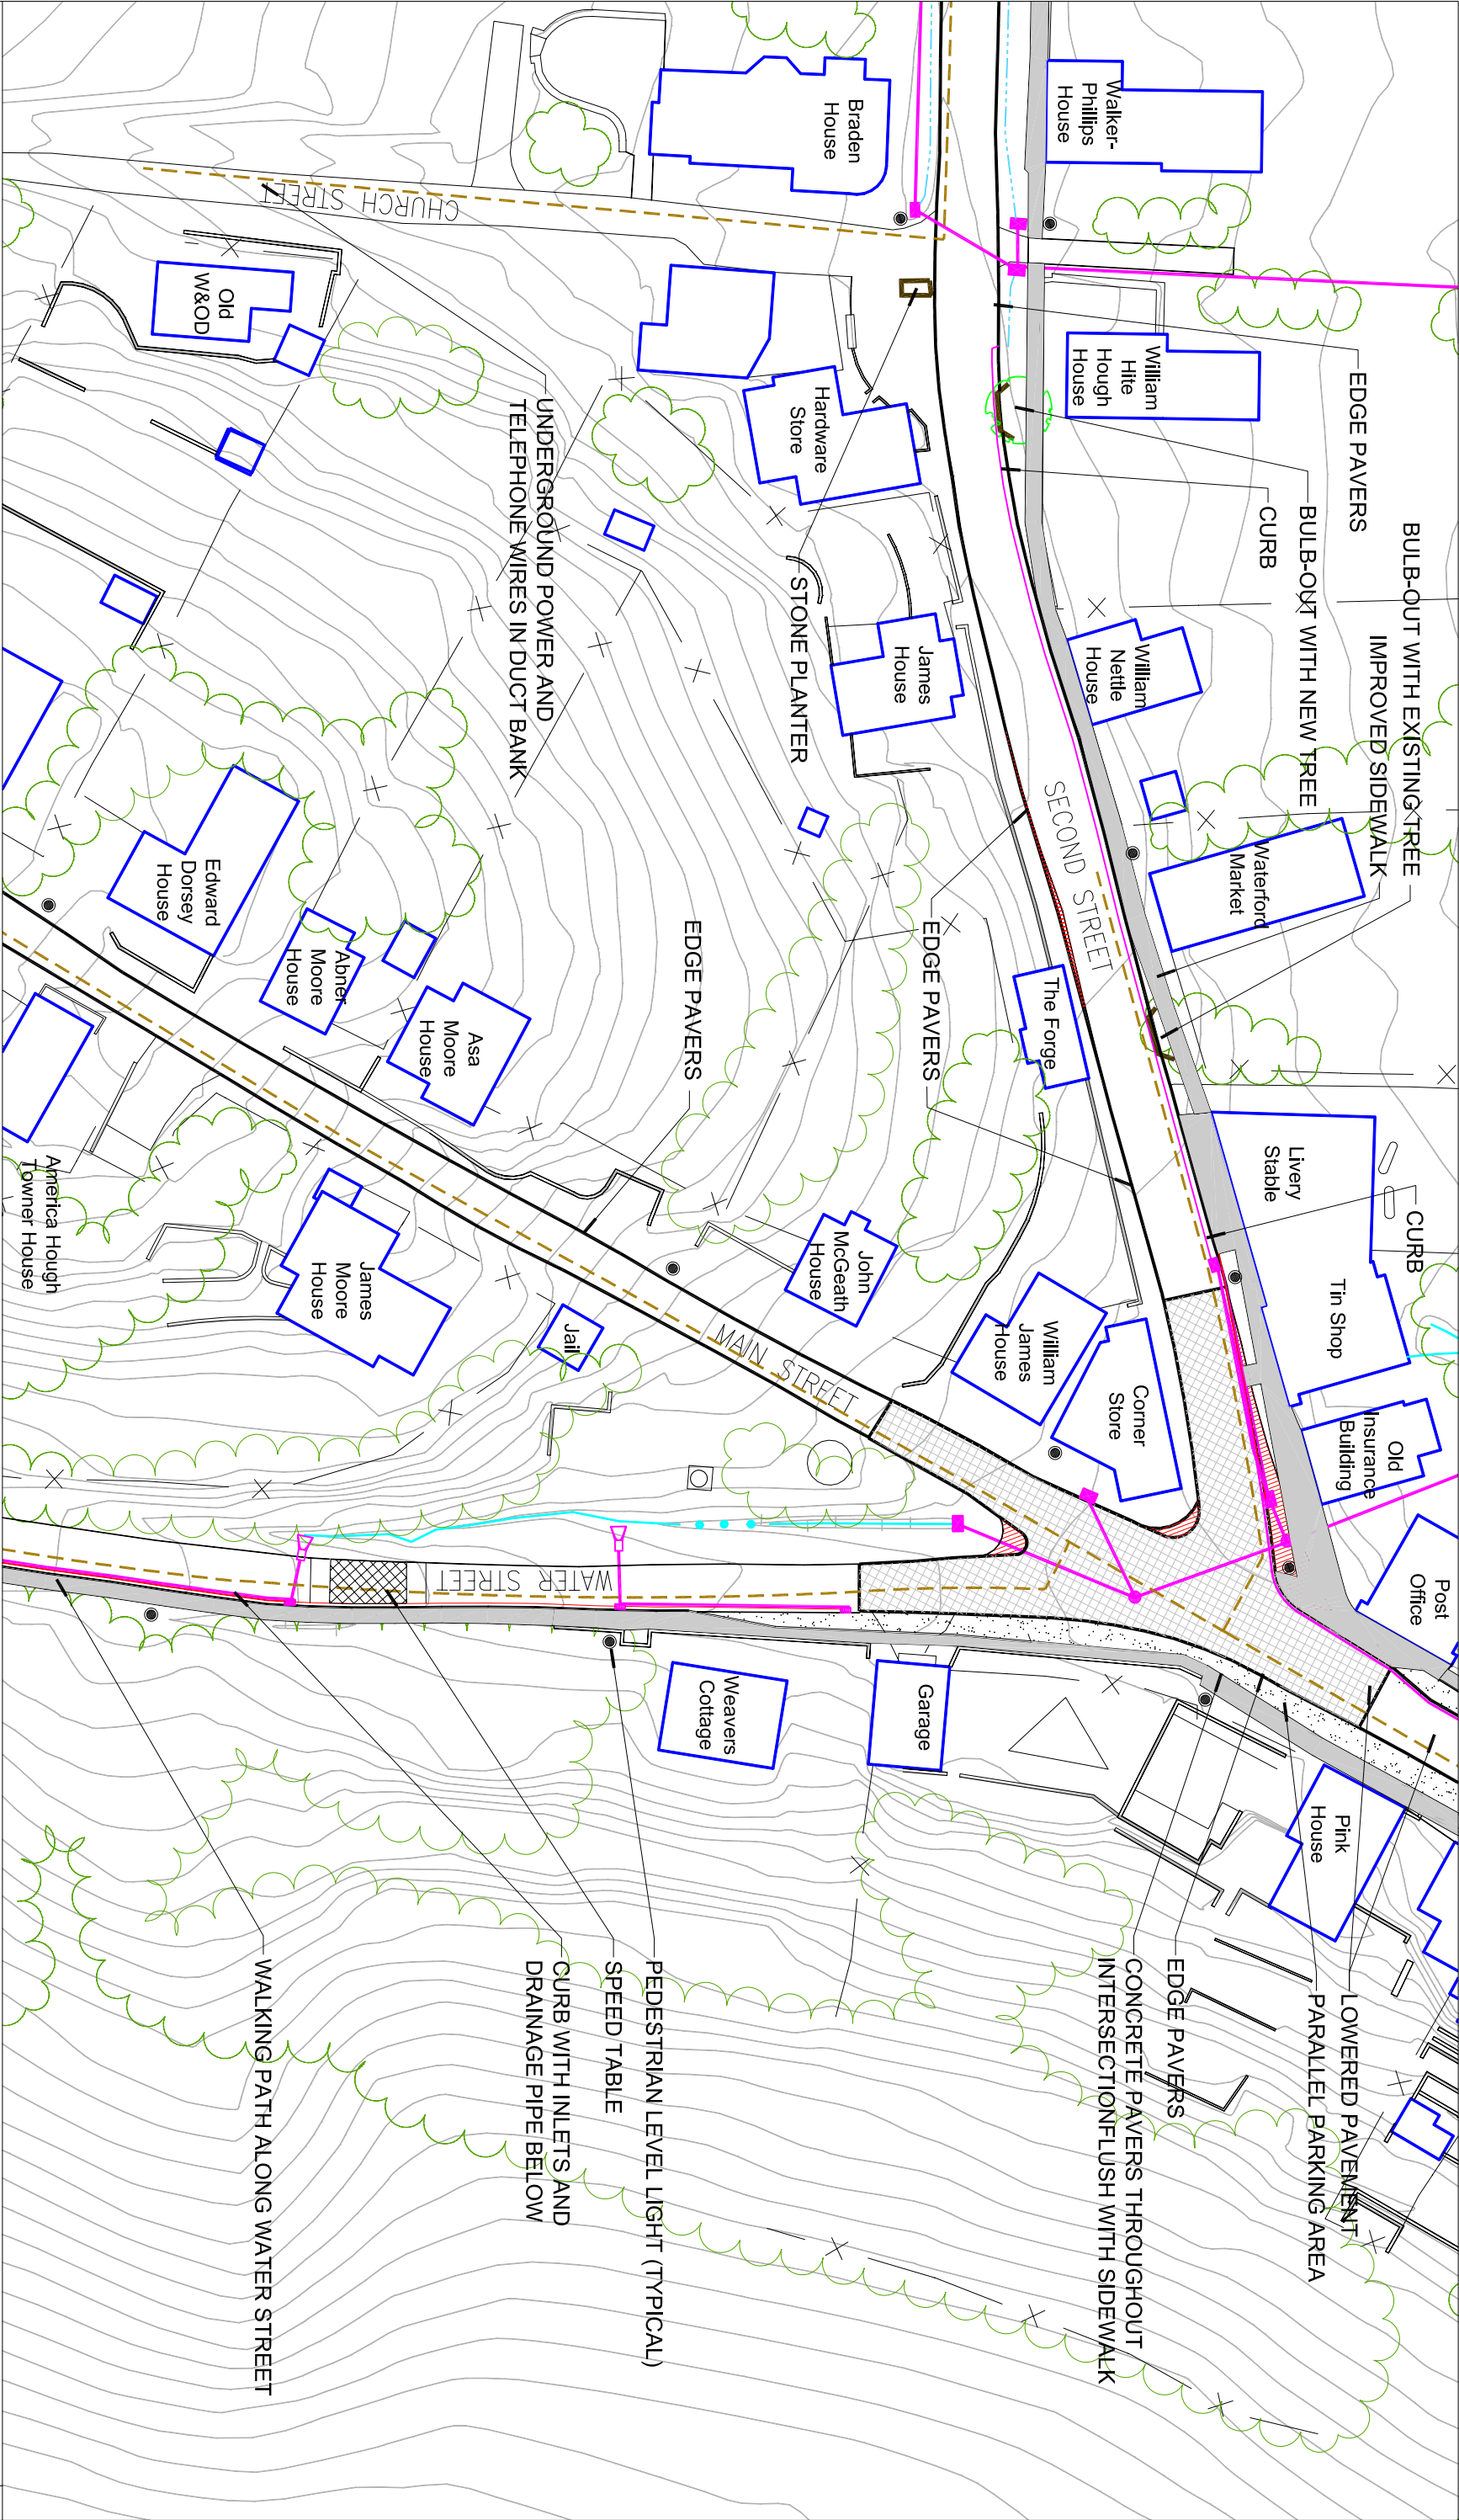 Walker-
Phillips
House
Braden
House
CHURCH STREET
Old
W&OD
William
Hite
Hough
House
EDGE PAVERS
Hardware
Store
CURB
BULB-OUT WITH NEW TREE
BULB-OUT WITH EXISTING TREE
IMPROVED SIDEWALK
UNDERGROUND POWER AND
TELEPHONE WIRES IN DUCT BANK
STONE PLANTER
James
House
William
Nettle
House
SECOND STREET
Waterford
Market
Edward
Dorsey
House
Abner
Moore
House
Asa
Moore
House
EDGE PAVERS
EDGE PAVERS
The Forge
Livery
Stable
CURB
Tin Shop
America Hough
Towner House
James
Moore
House
Jail
John
McGeath
House
MAIN STREET
William
James
House
Corner
Store
Old
Insurance
Building
Post
Office
WATER STREET
Weavers
Cottage
Garage
Pink
House
LOWERED PAVEMENT
PARALLEL PARKING AREA
EDGE PAVERS
CONCRETE PAVERS THROUGHOUT
INTERSECTIONFLUSH WITH SIDEWALK
PEDESTRIAN LEVEL LIGHT (TYPICAL)
SPEED TABLE
CURB WITH INLETS AND
DRAINAGE PIPE BELOW
WALKING PATH ALONG WATER STREET